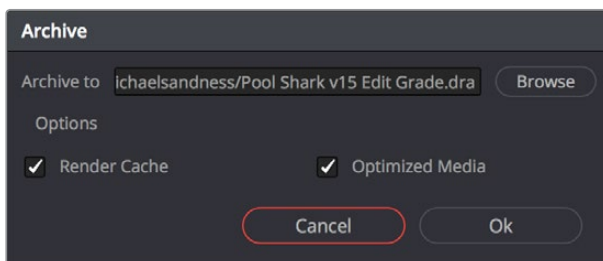 Archive
Archive to ichaelsandness/Pool Shark v15 Edit Grade.dra Browse
Options
Render Cache Optimized Media
Cancel Ok